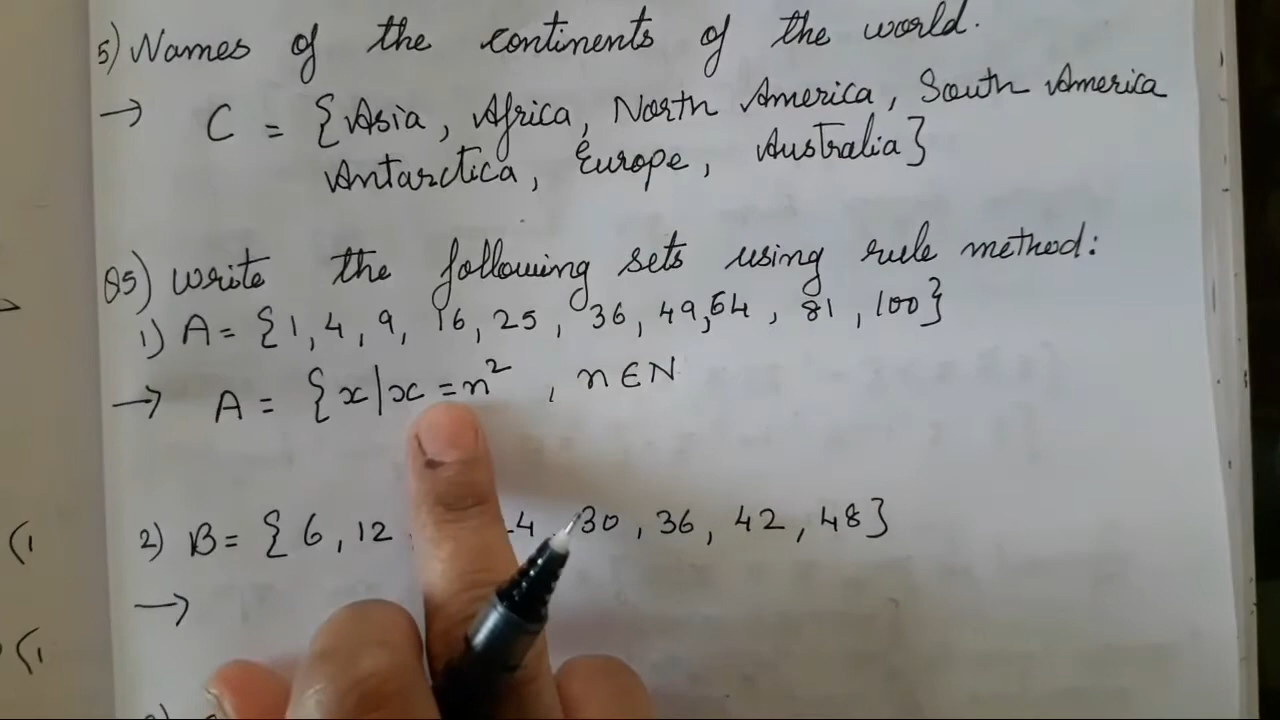 5) Names of the continents of the world.
→ C = {Asia, Africa, North America, South America
Antarctica, Europe, Australia}
Q5) Write the following sets using rule method:
1) A = {1, 4, 9, 16, 25, 36, 49, 64, 81, 100}
→ A = {x|x = n², n ∈ N
2) B = {6, 12, 4, 30, 36, 42, 48}
→